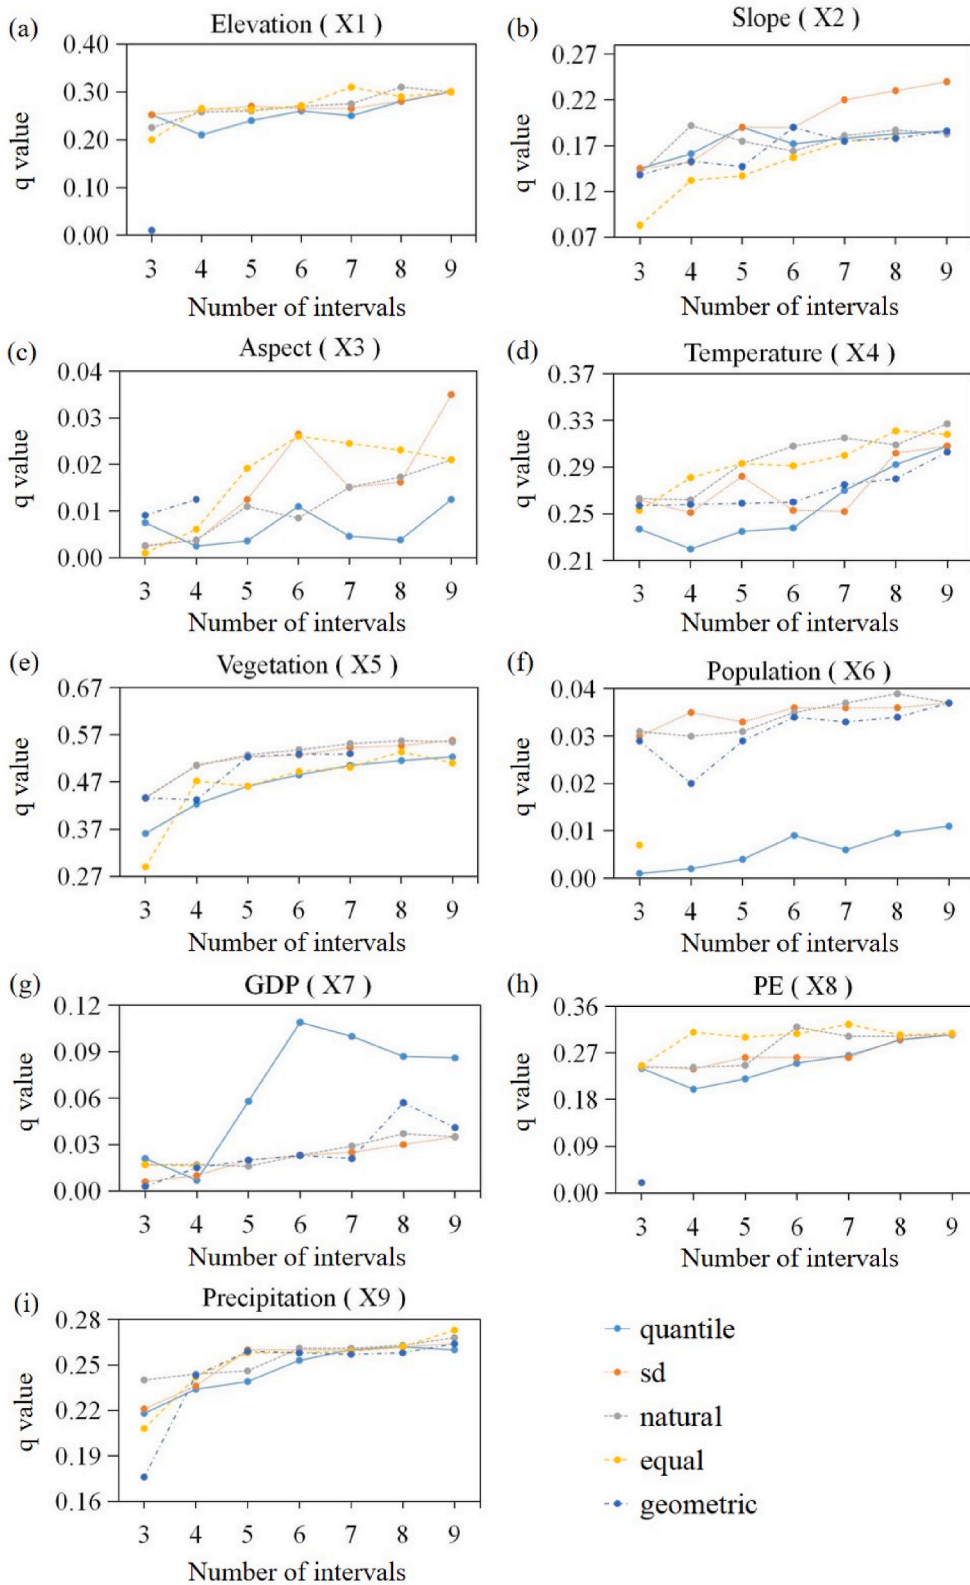 (a)
Elevation ( X1 )
0.40
0.30
0.20
0.10
0.00
q value
3 4 5 6 7 8 9
Number of intervals
(b)
Slope ( X2 )
0.27
0.22
0.17
0.12
0.07
q value
3 4 5 6 7 8 9
Number of intervals
(c)
Aspect ( X3 )
0.04
0.03
0.02
0.01
0.00
q value
3 4 5 6 7 8 9
Number of intervals
(d)
Temperature ( X4 )
0.37
0.33
0.29
0.25
0.21
q value
3 4 5 6 7 8 9
Number of intervals
(e)
Vegetation ( X5 )
0.67
0.57
0.47
0.37
0.27
q value
3 4 5 6 7 8 9
Number of intervals
(f)
Population ( X6 )
0.04
0.03
0.02
0.01
0.00
q value
3 4 5 6 7 8 9
Number of intervals
(g)
GDP ( X7 )
0.12
0.09
0.06
0.03
0.00
q value
3 4 5 6 7 8 9
Number of intervals
(h)
PE ( X8 )
0.36
0.27
0.18
0.09
0.00
q value
3 4 5 6 7 8 9
Number of intervals
(i)
Precipitation ( X9 )
0.28
0.25
0.22
0.19
0.16
q value
3 4 5 6 7 8 9
Number of intervals
quantile
sd
natural
equal
geometric